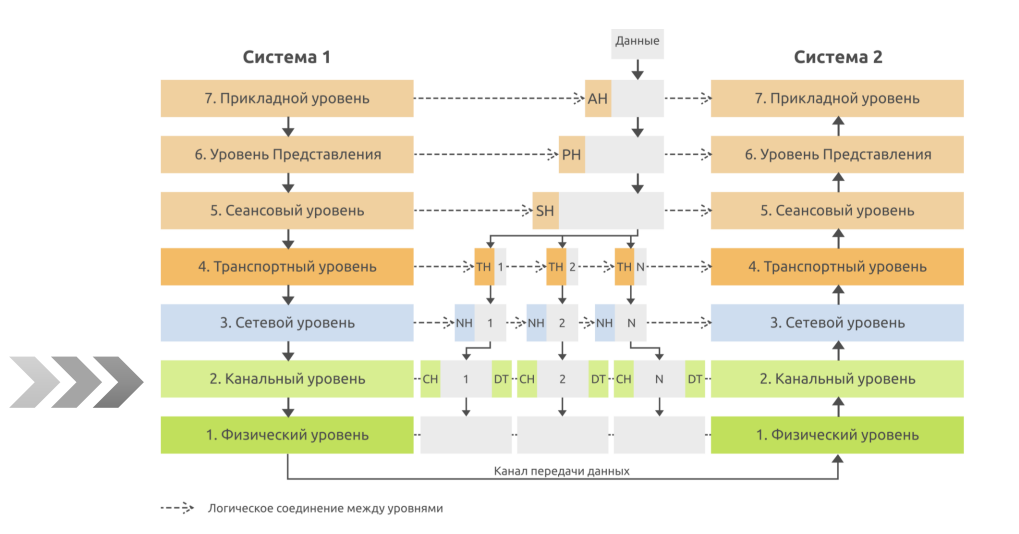 Данные
Система 1
Система 2
7. Прикладной уровень
AH
7. Прикладной уровень
6. Уровень Представления
PH
6. Уровень Представления
5. Сеансовый уровень
SH
5. Сеансовый уровень
4. Транспортный уровень
TH 1 TH 2 TH N
4. Транспортный уровень
3. Сетевой уровень
NH 1 NH 2 NH N
3. Сетевой уровень
2. Канальный уровень
CH 1 DT CH 2 DT CH N DT
2. Канальный уровень
1. Физический уровень
1. Физический уровень
Канал передачи данных
Логическое соединение между уровнями